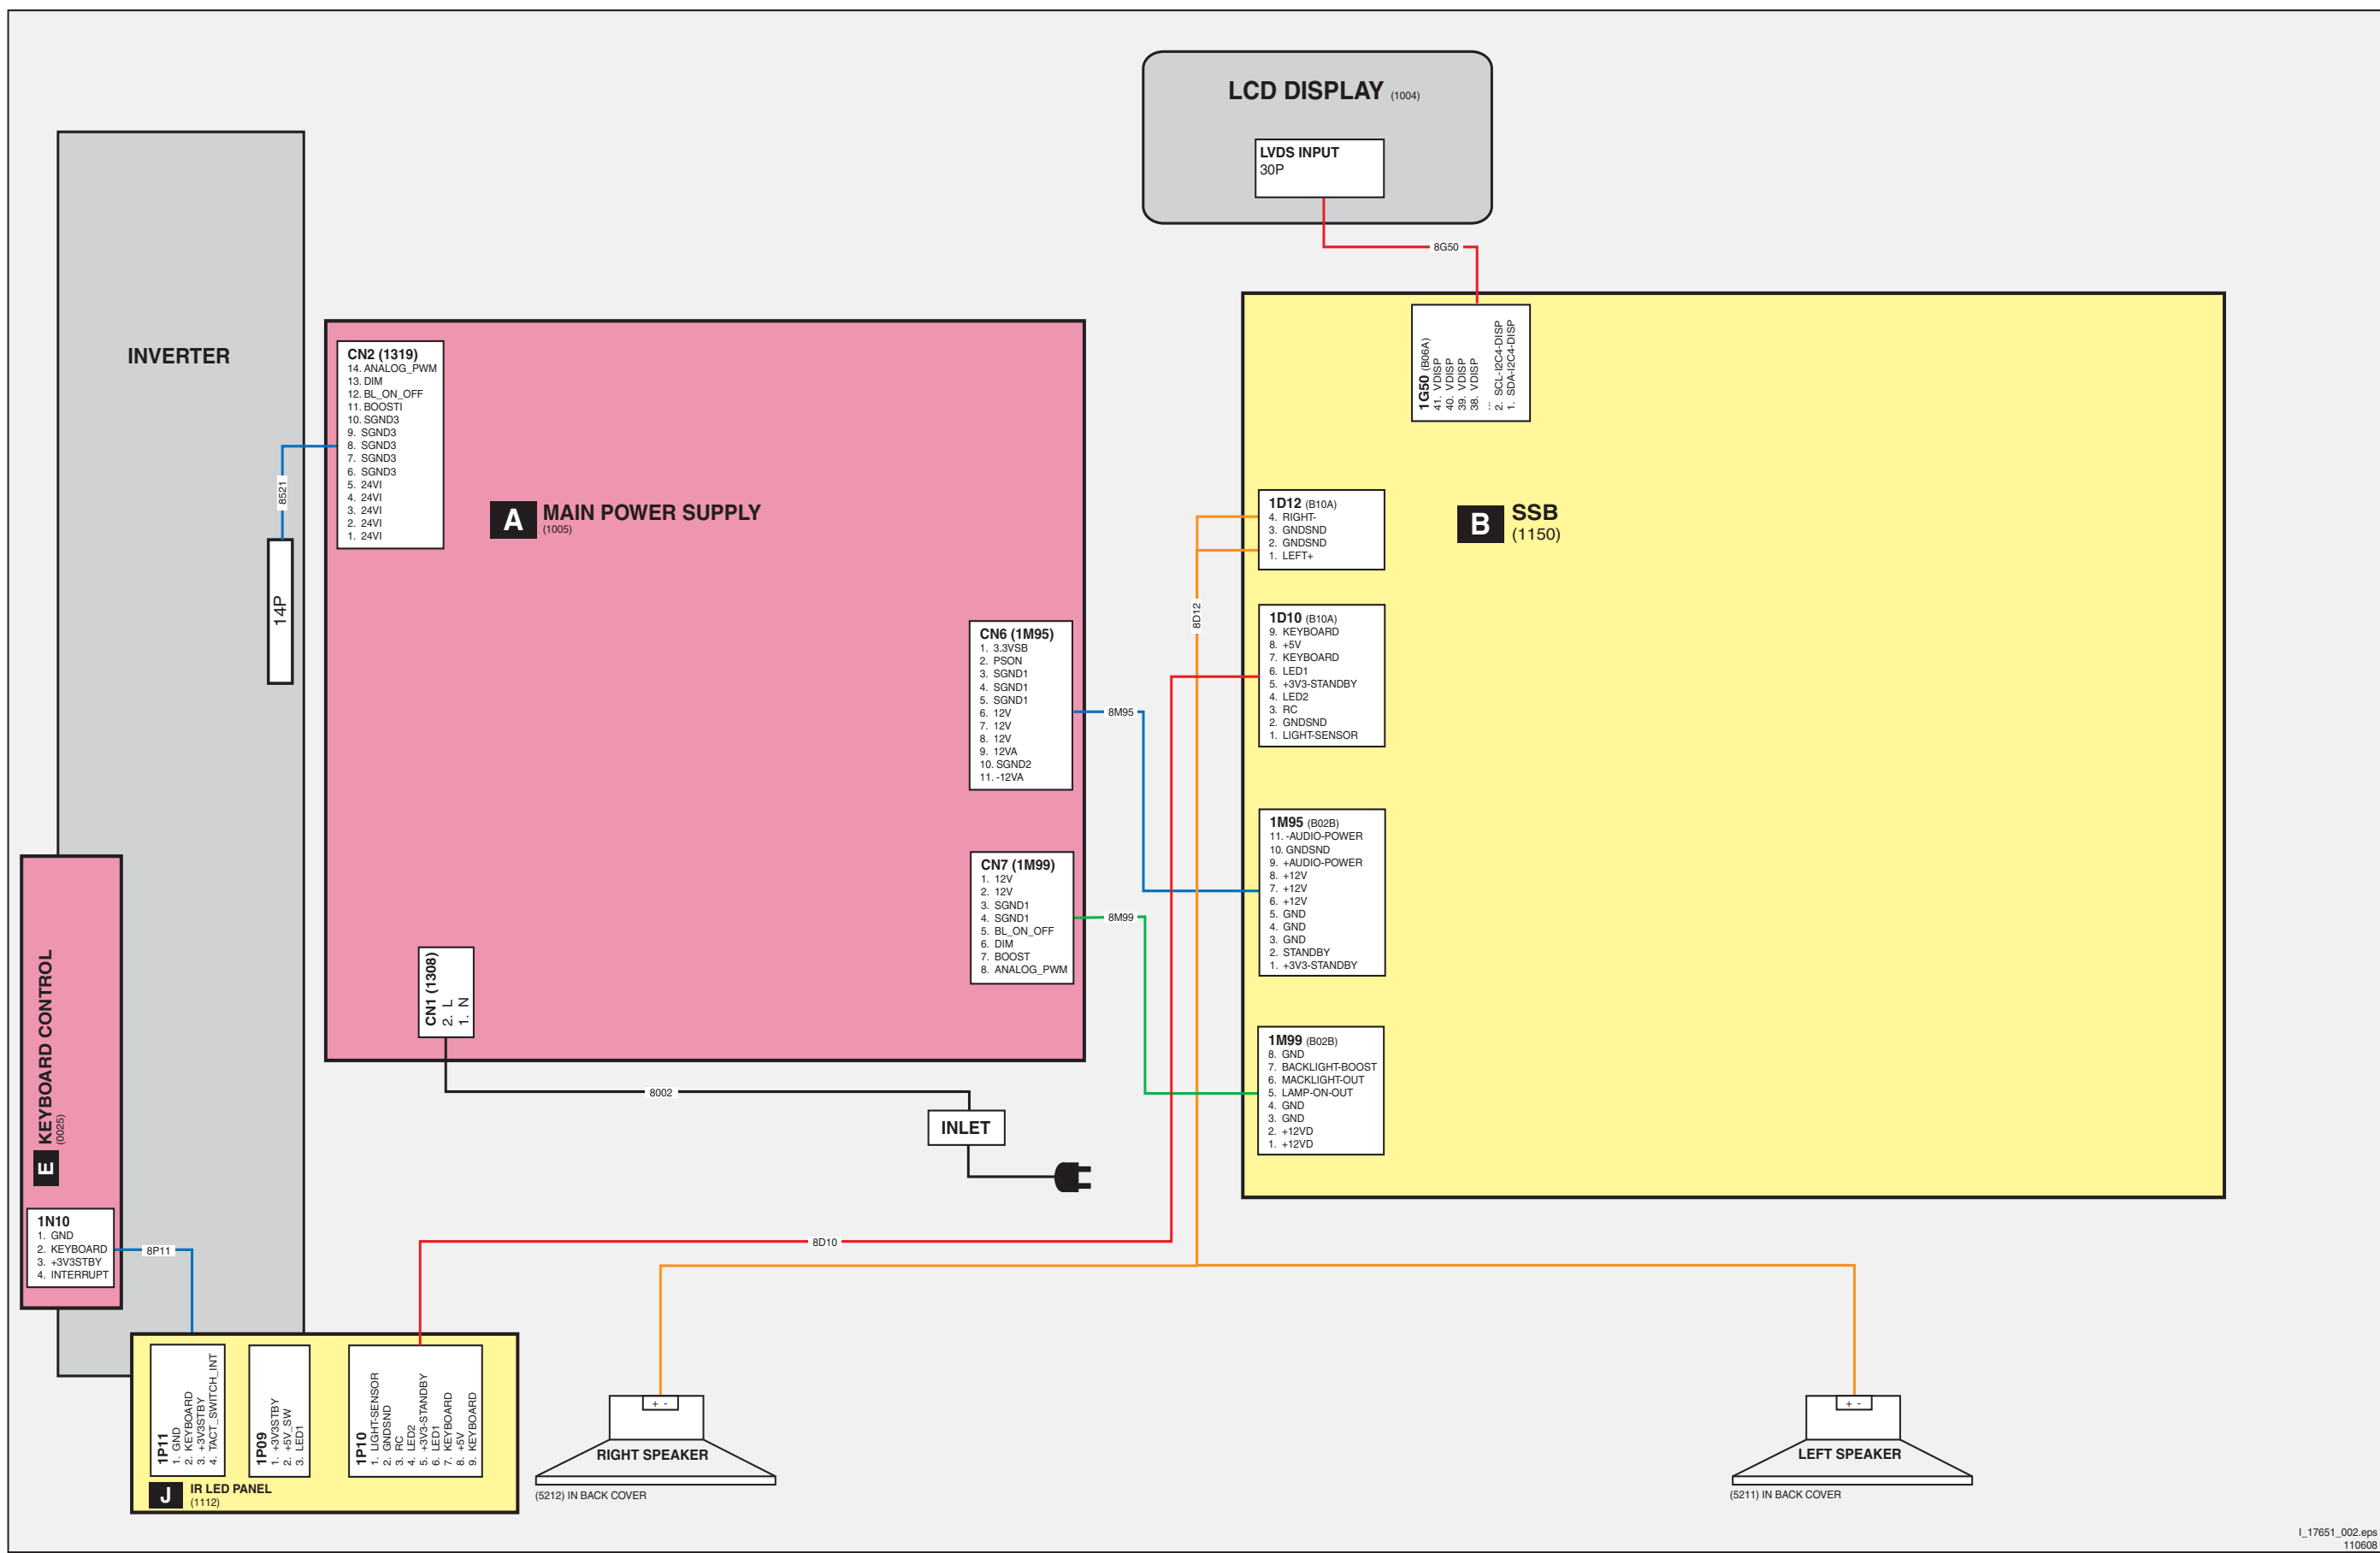 LCD DISPLAY (1004)
LVDS INPUT
30P
8G50
INVERTER
8521
14P
CN2 (1319)
14. ANALOG_PWM
13. DIM
12. BL_ON_OFF
11. BOOSTI
10. SGND3
9. SGND3
8. SGND3
7. SGND3
6. SGND3
5. 24VI
4. 24VI
3. 24VI
2. 24VI
1. 24VI
A MAIN POWER SUPPLY
(1005)
CN6 (1M95)
1. 3.3VSB
2. PSON
3. SGND1
4. SGND1
5. SGND1
6. 12V
7. 12V
8. 12V
9. 12VA
10. SGND2
11. -12VA
CN7 (1M99)
1. 12V
2. 12V
3. SGND1
4. SGND1
5. BL_ON_OFF
6. DIM
7. BOOST
8. ANALOG_PWM
CN1 (1308)
2. L
1. N
8M95
8M99
8D12
8002
INLET
8D10
1G50 (B06A)
41. VDISP
40. VDISP
39. VDISP
38. VDISP
...
2. SCL-I2C4-DISP
1. SDA-I2C4-DISP
B SSB
(1150)
1D12 (B10A)
4. RIGHT-
3. GNDSND
2. GNDSND
1. LEFT+
1D10 (B10A)
9. KEYBOARD
8. +5V
7. KEYBOARD
6. LED1
5. +3V3-STANDBY
4. LED2
3. RC
2. GNDSND
1. LIGHT-SENSOR
1M95 (B02B)
11. -AUDIO-POWER
10. GNDSND
9. +AUDIO-POWER
8. +12V
7. +12V
6. +12V
5. GND
4. GND
3. GND
2. STANDBY
1. +3V3-STANDBY
1M99 (B02B)
8. GND
7. BACKLIGHT-BOOST
6. MACKLIGHT-OUT
5. LAMP-ON-OUT
4. GND
3. GND
2. +12VD
1. +12VD
E KEYBOARD CONTROL
(0025)
1N10
1. GND
2. KEYBOARD
3. +3V3STBY
4. INTERRUPT
8P11
1P11
1. GND
2. KEYBOARD
3. +3V3STBY
4. TACT_SWITCH_INT
1P09
1. +3V3STBY
2. +5V_SW
3. LED1
1P10
1. LIGHT-SENSOR
2. GNDSND
3. RC
4. LED2
5. +3V3-STANDBY
6. LED1
7. KEYBOARD
8. +5V
9. KEYBOARD
J IR LED PANEL
(1112)
+ -
RIGHT SPEAKER
(5212) IN BACK COVER
+ -
LEFT SPEAKER
(5211) IN BACK COVER
I_17651_002.eps
110608